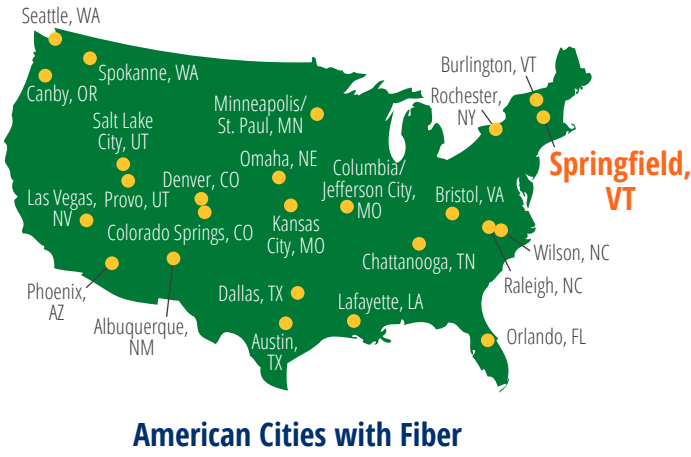 Seattle, WA
Spokanne, WA
Canby, OR
Salt Lake
City, UT
Minneapolis/
St. Paul, MN
Burlington, VT
Rochester,
NY
Springfield,
VT
Omaha, NE
Columbia/
Jefferson City,
MO
Denver, CO
Las Vegas,
NV
Provo, UT
Bristol, VA
Colorado Springs, CO
Kansas
City, MO
Chattanooga, TN
Wilson, NC
Raleigh, NC
Phoenix,
AZ
Albuquerque,
NM
Dallas, TX
Lafayette, LA
Austin,
TX
Orlando, FL
American Cities with Fiber